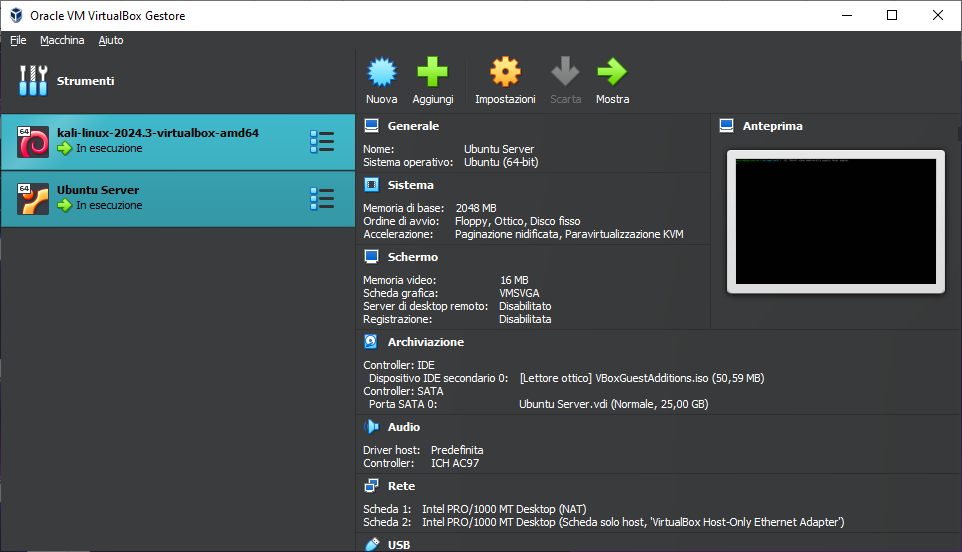 Oracle VM VirtualBox Gestore
File Macchina Aiuto
Strumenti
Nuova Aggiungi Impostazioni Scarta Mostra
64
kali-linux-2024.3-virtualbox-amd64
In esecuzione
64
Ubuntu Server
In esecuzione
Generale
Nome: Ubuntu Server
Sistema operativo: Ubuntu (64-bit)
Anteprima
Sistema
Memoria di base: 2048 MB
Ordine di avvio: Floppy, Ottico, Disco fisso
Accelerazione: Paginazione nidificata, Paravirtualizzazione KVM
Schermo
Memoria video: 16 MB
Scheda grafica: VMSVGA
Server di desktop remoto: Disabilitato
Registrazione: Disabilitata
Archiviazione
Controller: IDE
Dispositivo IDE secondario 0: [Lettore ottico] VBoxGuestAdditions.iso (50,59 MB)
Controller: SATA
Porta SATA 0: Ubuntu Server.vdi (Normale, 25,00 GB)
Audio
Driver host: Predefinita
Controller: ICH AC97
Rete
Scheda 1: Intel PRO/1000 MT Desktop (NAT)
Scheda 2: Intel PRO/1000 MT Desktop (Scheda solo host, 'VirtualBox Host-Only Ethernet Adapter')
USB